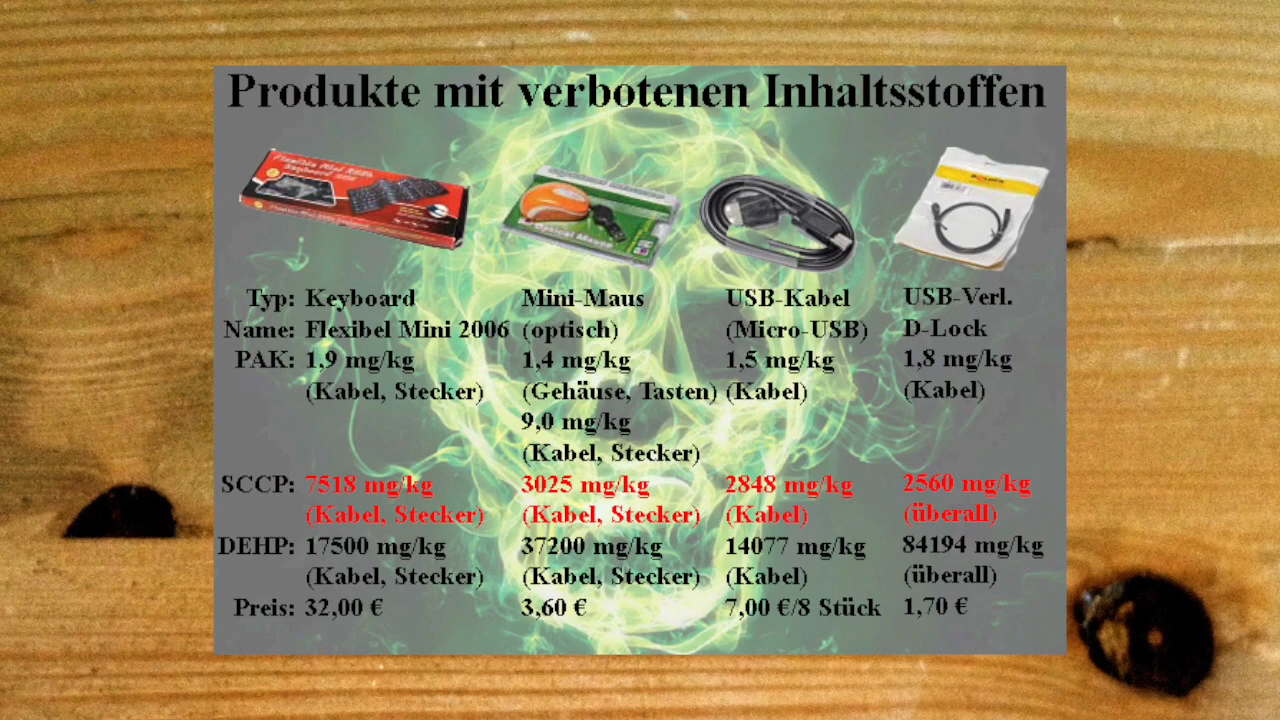 Produkte mit verbotenen Inhaltsstoffen
Typ: Keyboard Mini-Maus USB-Kabel USB-Verl.
Name: Flexibel Mini 2006 (optisch) (Micro-USB) D-Lock
PAK: 1,9 mg/kg 1,4 mg/kg 1,5 mg/kg 1,8 mg/kg
(Kabel, Stecker) (Gehäuse, Tasten) (Kabel) (Kabel)
9,0 mg/kg
(Kabel, Stecker)
SCCP: 7518 mg/kg 3025 mg/kg 2848 mg/kg 2560 mg/kg
(Kabel, Stecker) (Kabel, Stecker) (Kabel) (überall)
DEHP: 17500 mg/kg 37200 mg/kg 14077 mg/kg 84194 mg/kg
(Kabel, Stecker) (Kabel, Stecker) (Kabel) (überall)
Preis: 32,00 € 3,60 € 7,00 €/8 Stück 1,70 €